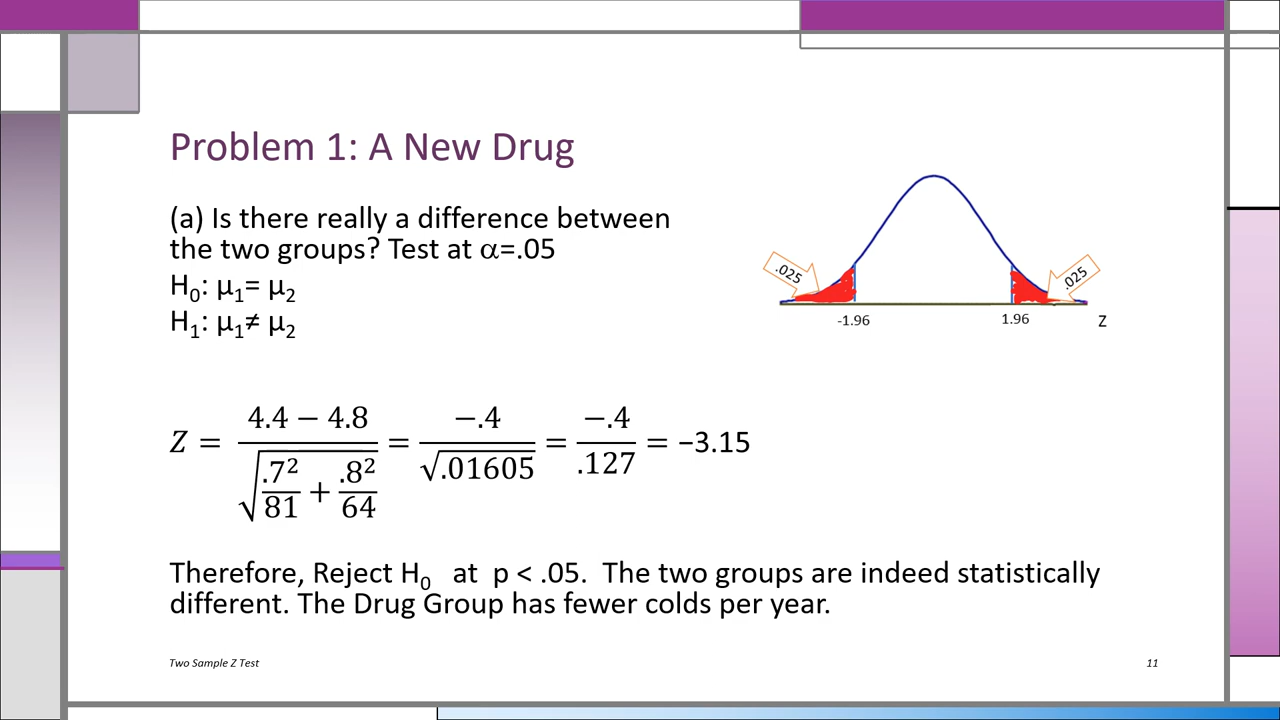 Problem 1: A New Drug
(a) Is there really a difference between
the two groups? Test at α=.05
H₀: μ₁= μ₂
H₁: μ₁≠ μ₂
.025
.025
-1.96
1.96
Z
Z = (4.4 − 4.8)/√(.7²/81 + .8²/64) = −.4/√.01605 = −.4/.127 = −3.15
Therefore, Reject H₀ at p < .05. The two groups are indeed statistically
different. The Drug Group has fewer colds per year.
Two Sample Z Test
11